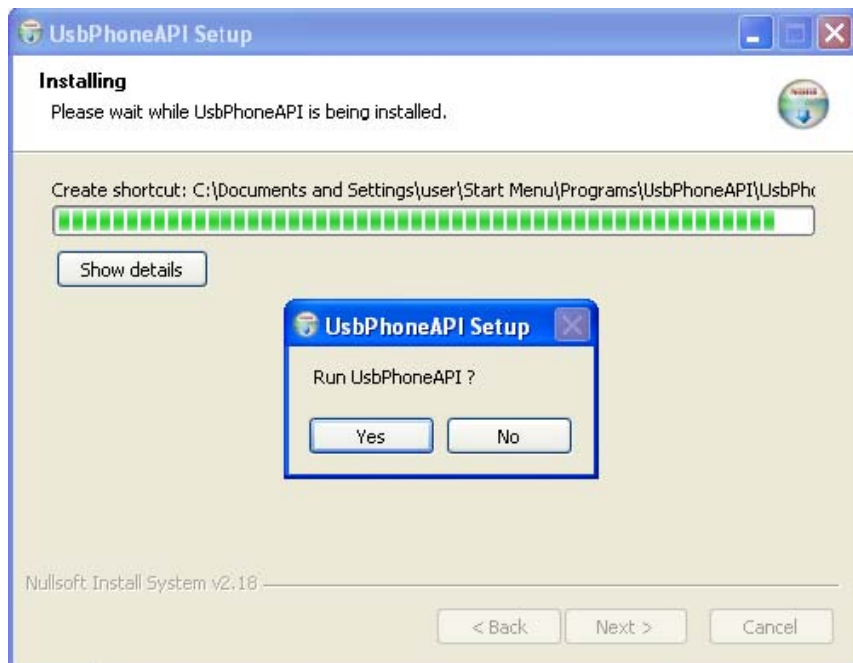 UsbPhoneAPI Setup
Installing
Please wait while UsbPhoneAPI is being installed.
Create shortcut: C:\Documents and Settings\user\Start Menu\Programs\UsbPhoneAPI\UsbPho
Show details
UsbPhoneAPI Setup
Run UsbPhoneAPI ?
Yes No
Nullsoft Install System v2.18
< Back Next > Cancel